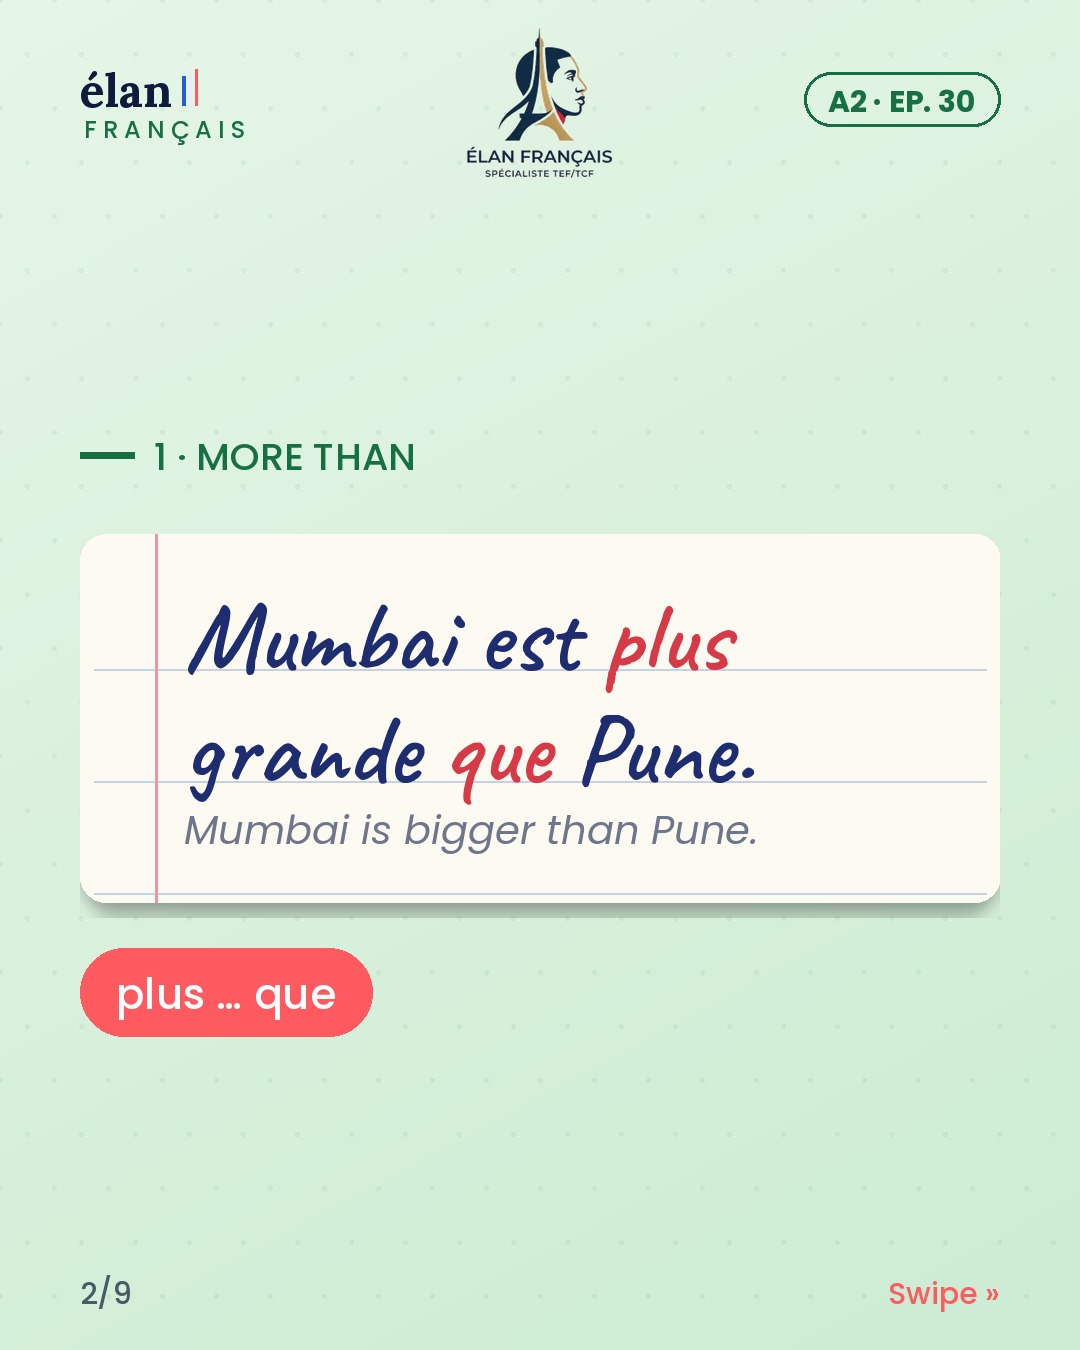 élan
FRANÇAIS
ÉLAN FRANÇAIS
SPÉCIALISTE TEF/TCF
A2 · EP. 30
1 · MORE THAN
Mumbai est plus
grande que Pune.
Mumbai is bigger than Pune.
plus ... que
2/9
Swipe »